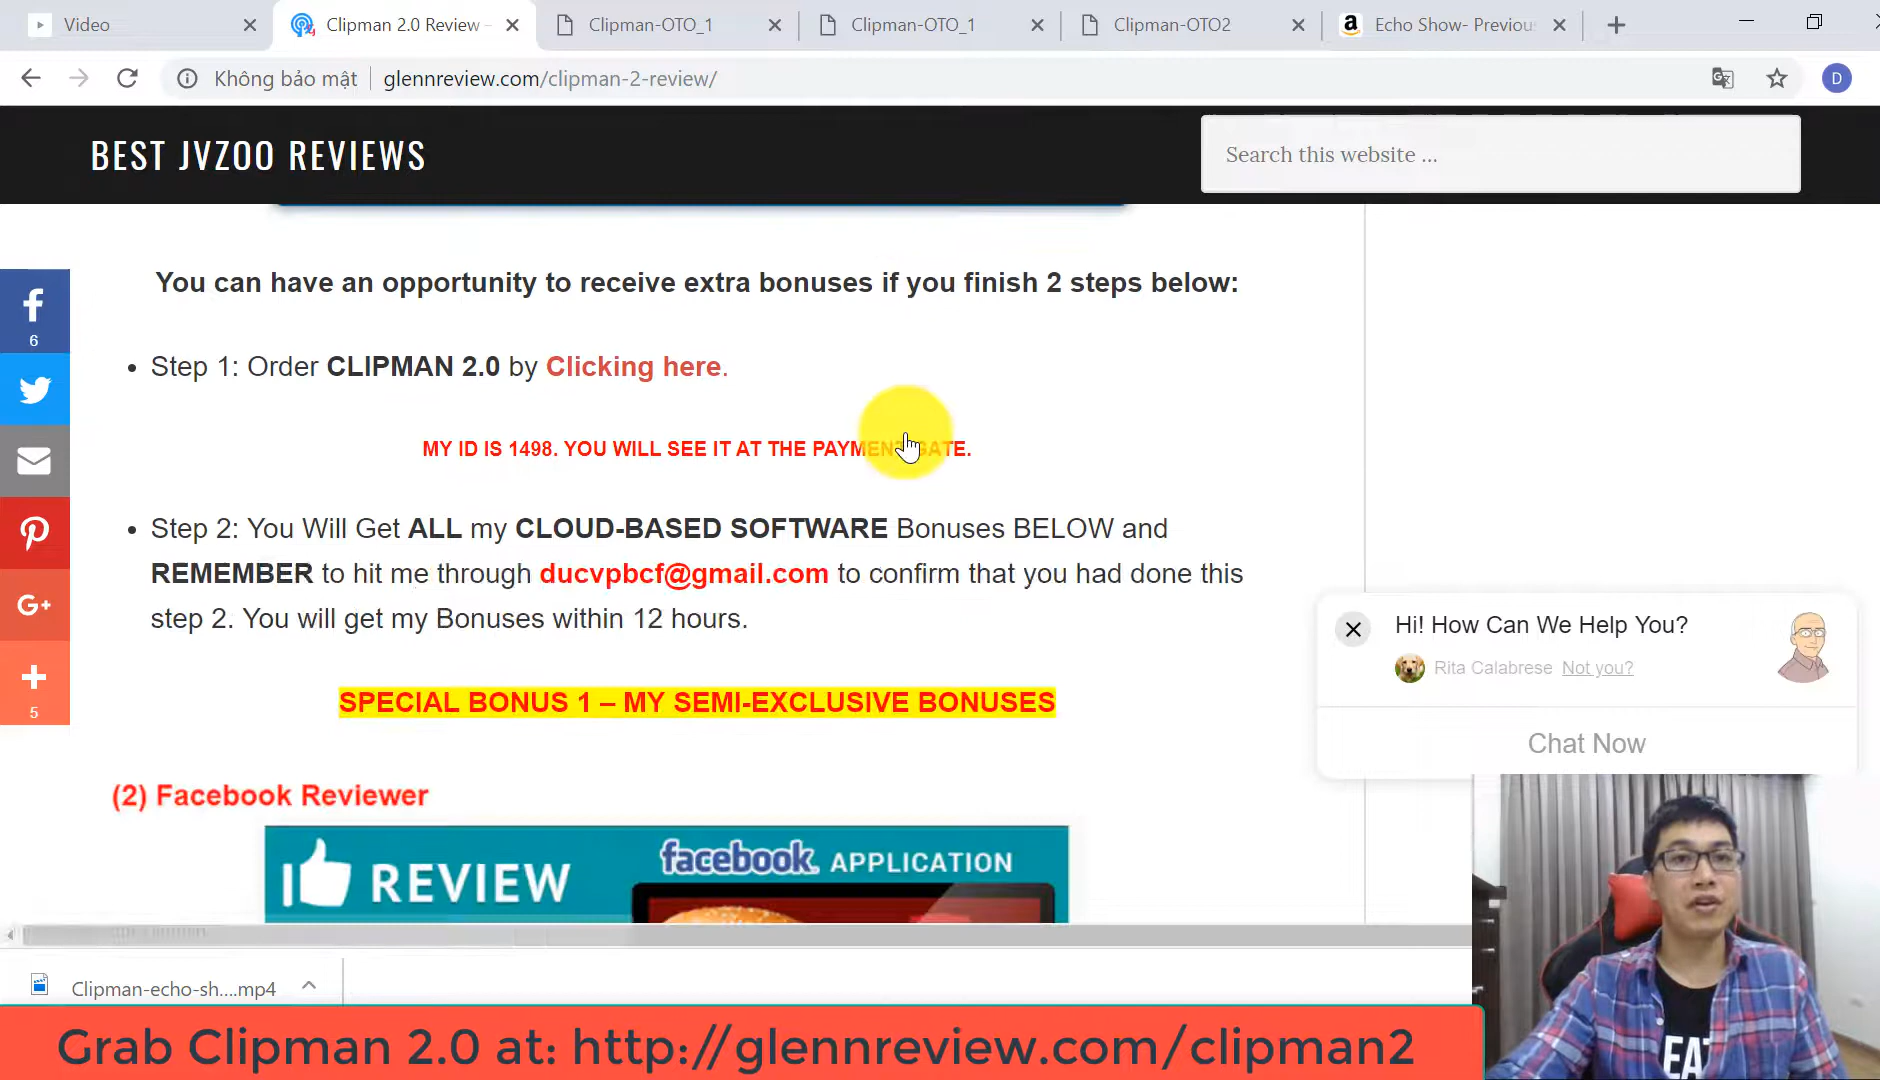 Video
Clipman 2.0 Review –
Clipman-OTO_1
Clipman-OTO_1
Clipman-OTO2
Echo Show- Previous
Không bảo mật
glennreview.com/clipman-2-review/
D
BEST JVZOO REVIEWS
Search this website ...
You can have an opportunity to receive extra bonuses if you finish 2 steps below:
6
Step 1: Order CLIPMAN 2.0 by Clicking here.
MY ID IS 1498. YOU WILL SEE IT AT THE PAYMENT GATE.
Step 2: You Will Get ALL my CLOUD-BASED SOFTWARE Bonuses BELOW and
REMEMBER to hit me through ducvpbcf@gmail.com to confirm that you had done this
step 2. You will get my Bonuses within 12 hours.
G+
5
Hi! How Can We Help You?
Rita Calabrese Not you?
Chat Now
SPECIAL BONUS 1 – MY SEMI-EXCLUSIVE BONUSES
(2) Facebook Reviewer
REVIEW
facebook. APPLICATION
Clipman-echo-sh....mp4
Grab Clipman 2.0 at: http://glennreview.com/clipman2